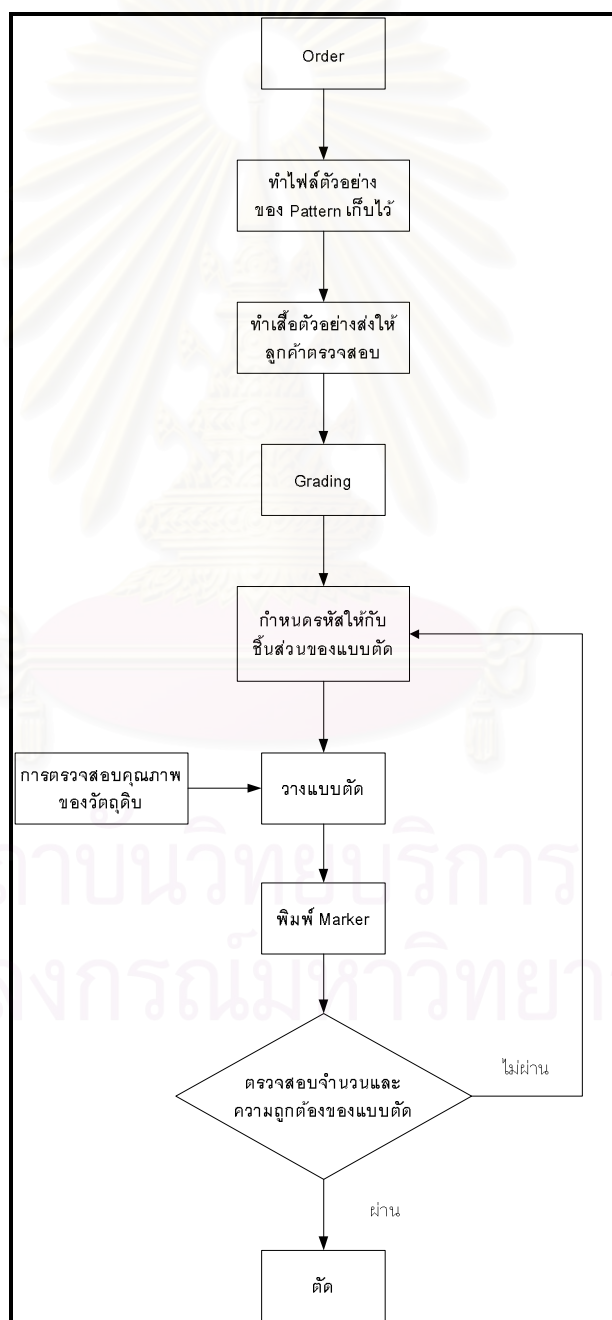 Order
ทำไฟล์ตัวอย่าง
ของ Pattern เก็บไว้
ทำเสื้อตัวอย่างส่งให้
ลูกค้าตรวจสอบ
Grading
กำหนดรหัสให้กับ
ชิ้นส่วนของแบบตัด
การตรวจสอบคุณภาพ
ของวัตถุดิบ
วางแบบตัด
พิมพ์ Marker
ตรวจสอบจำนวนและ
ความถูกต้องของแบบตัด
ไม่ผ่าน
ผ่าน
ตัด